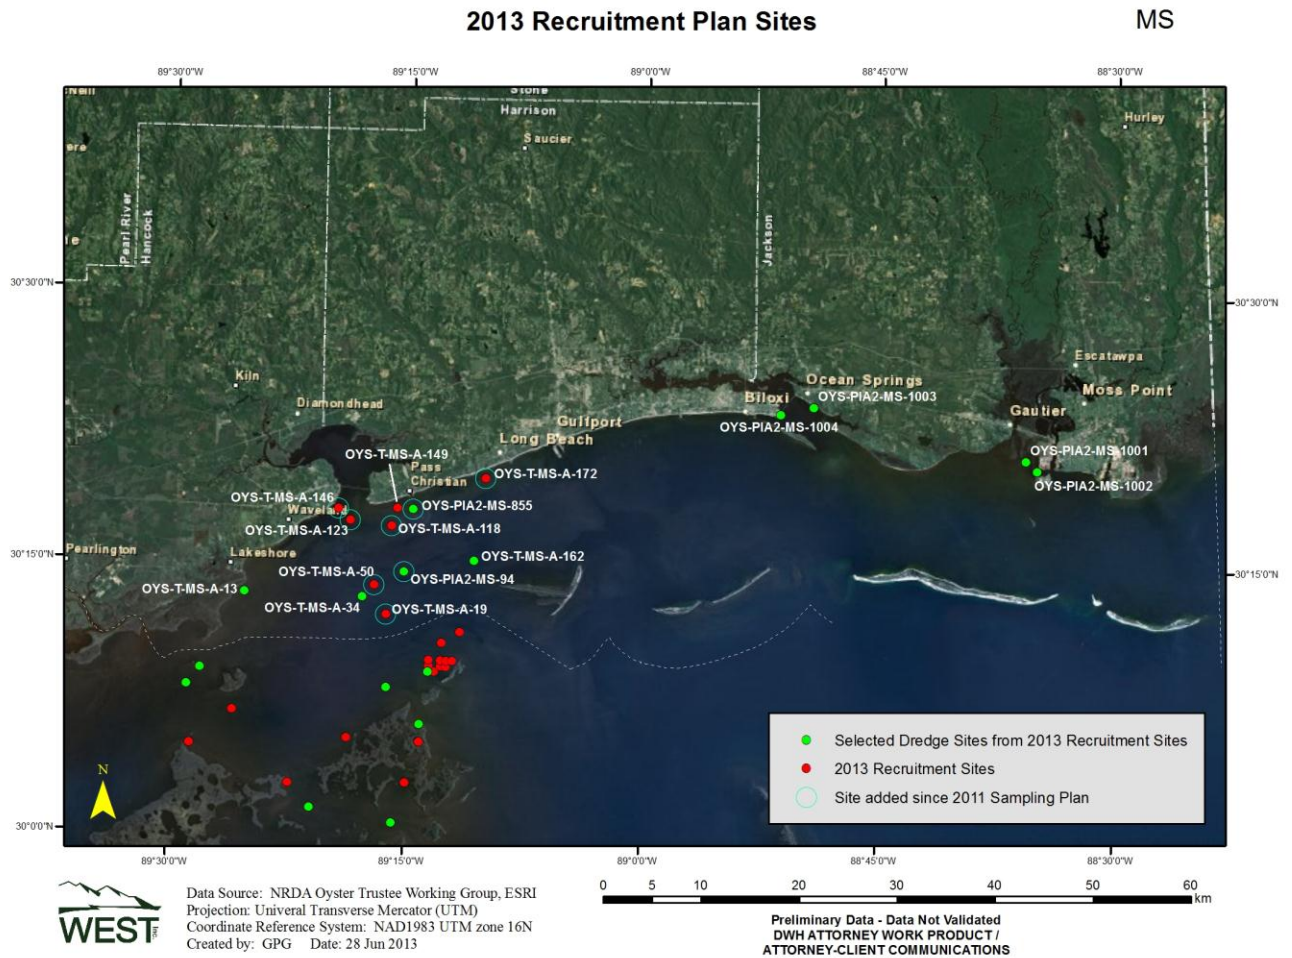 2013 Recruitment Plan Sites
MS
89°30'0"W
89°15'0"W
89°0'0"W
88°45'0"W
88°30'0"W
Stone
Harrison
Hurley
Saucier
Pearl River
Hancock
Jackson
30°30'0"N
30°30'0"N
Escatawpa
Kiln
Ocean Springs
Moss Point
Diamondhead
Biloxi
OYS-PIA2-MS-1003
Gautier
Gulfport
OYS-PIA2-MS-1004
Long Beach
OYS-T-MS-A-149
OYS-PIA2-MS-1001
Pass
Christian
OYS-T-MS-A-172
OYS-PIA2-MS-1002
OYS-T-MS-A-146
OYS-PIA2-MS-855
Waveland
OYS-T-MS-A-123
OYS-T-MS-A-118
Pearlington
30°15'0"N
Lakeshore
OYS-T-MS-A-162
OYS-T-MS-A-50
OYS-PIA2-MS-94
30°15'0"N
OYS-T-MS-A-13
OYS-T-MS-A-34
OYS-T-MS-A-19
Selected Dredge Sites from 2013 Recruitment Sites
2013 Recruitment Sites
Site added since 2011 Sampling Plan
N
30°0'0"N
89°30'0"W
89°15'0"W
89°0'0"W
88°45'0"W
88°30'0"W
WEST Inc.
Data Source: NRDA Oyster Trustee Working Group, ESRI
Projection: Univeral Transverse Mercator (UTM)
Coordinate Reference System: NAD1983 UTM zone 16N
Created by: GPG Date: 28 Jun 2013
0 5 10 20 30 40 50 60
km
Preliminary Data - Data Not Validated
DWH ATTORNEY WORK PRODUCT /
ATTORNEY-CLIENT COMMUNICATIONS